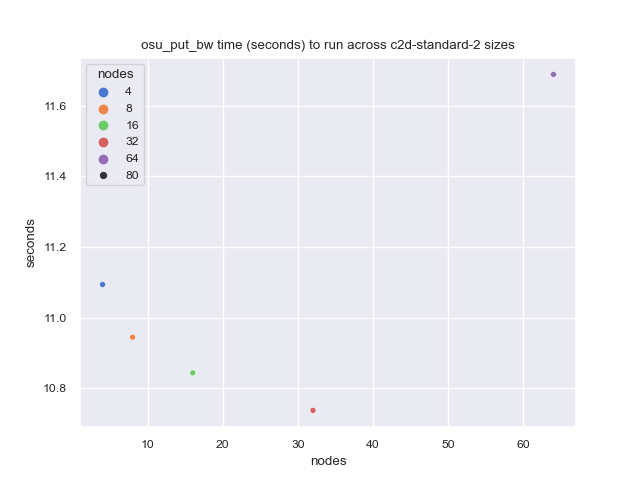 osu_put_bw time (seconds) to run across c2d-standard-2 sizes
nodes
4
8
16
32
64
80
11.6
11.4
11.2
11.0
10.8
seconds
10 20 30 40 50 60
nodes